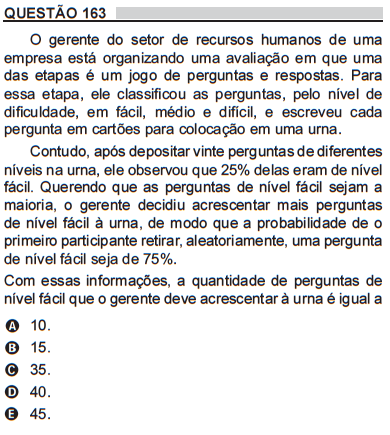 QUESTÃO 163
O gerente do setor de recursos humanos de uma
empresa está organizando uma avaliação em que uma
das etapas é um jogo de perguntas e respostas. Para
essa etapa, ele classificou as perguntas, pelo nível de
dificuldade, em fácil, médio e difícil, e escreveu cada
pergunta em cartões para colocação em uma urna.
Contudo, após depositar vinte perguntas de diferentes
níveis na urna, ele observou que 25% delas eram de nível
fácil. Querendo que as perguntas de nível fácil sejam a
maioria, o gerente decidiu acrescentar mais perguntas
de nível fácil à urna, de modo que a probabilidade de o
primeiro participante retirar, aleatoriamente, uma pergunta
de nível fácil seja de 75%.
Com essas informações, a quantidade de perguntas de
nível fácil que o gerente deve acrescentar à urna é igual a
A 10.
B 15.
C 35.
D 40.
E 45.